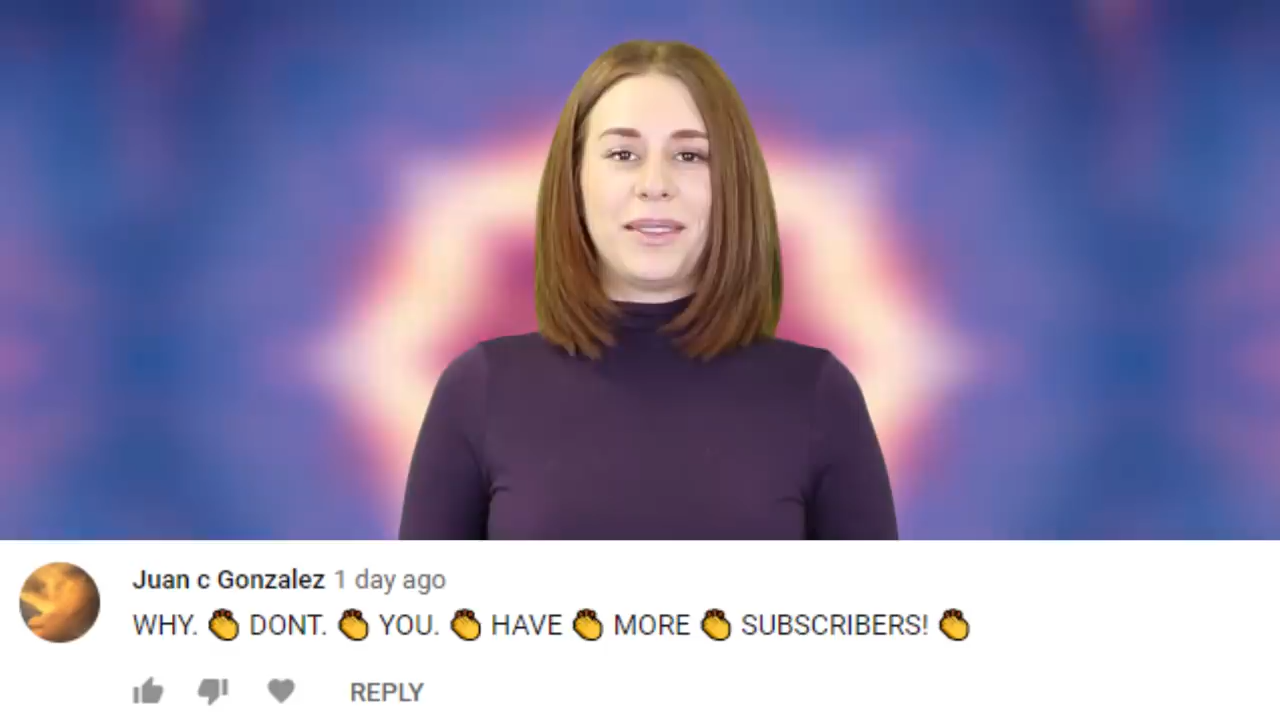 Juan c Gonzalez 1 day ago
WHY. 👏 DONT. 👏 YOU. 👏 HAVE 👏 MORE 👏 SUBSCRIBERS! 👏
REPLY